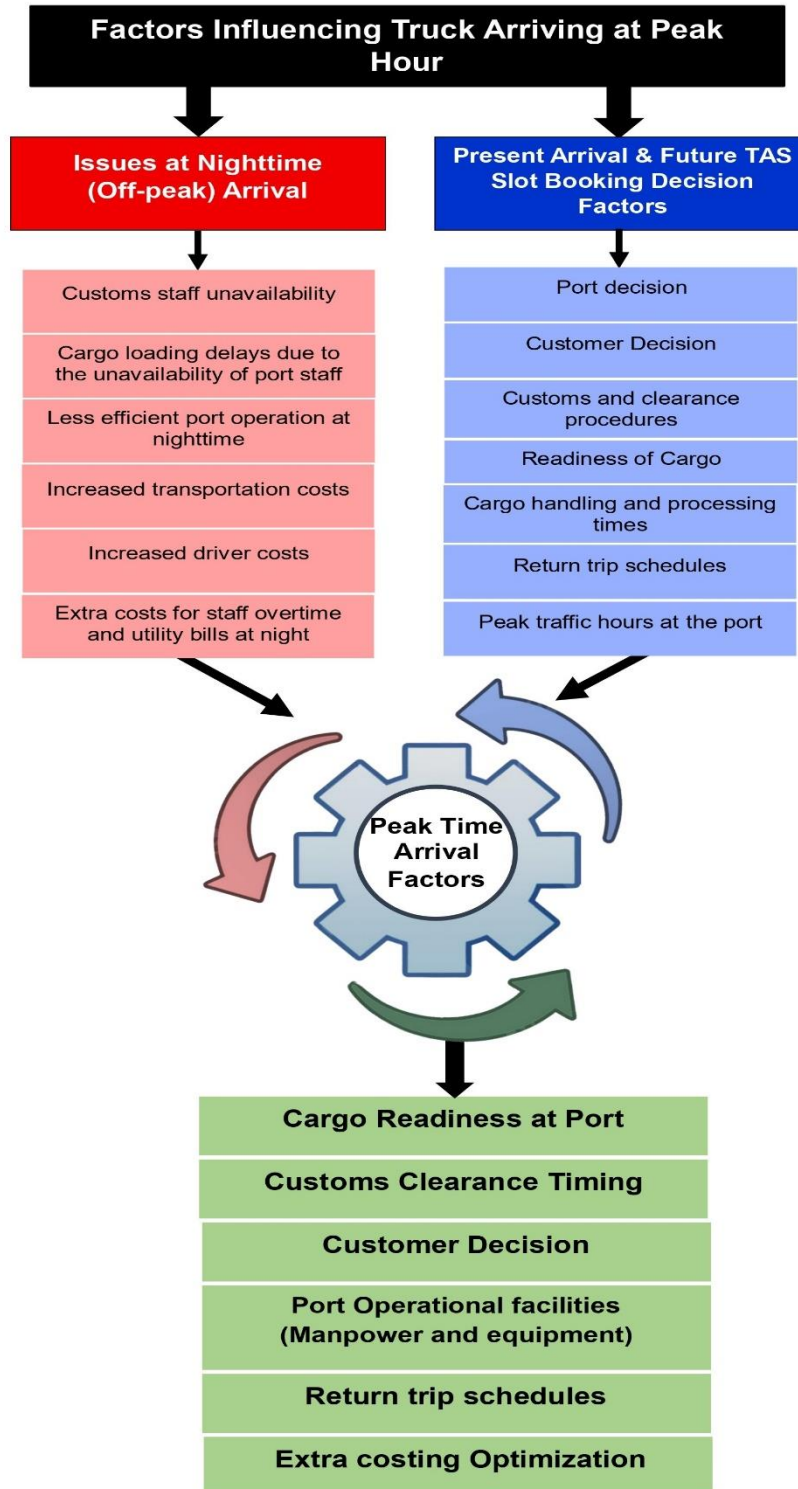 Factors Influencing Truck Arriving at Peak
Hour
Issues at Nighttime
(Off-peak) Arrival
Customs staff unavailability
Cargo loading delays due to
the unavailability of port staff
Less efficient port operation at
nighttime
Increased transportation costs
Increased driver costs
Extra costs for staff overtime
and utility bills at night
Present Arrival & Future TAS
Slot Booking Decision
Factors
Port decision
Customer Decision
Customs and clearance
procedures
Readiness of Cargo
Cargo handling and processing
times
Return trip schedules
Peak traffic hours at the port
Peak Time
Arrival
Factors
Cargo Readiness at Port
Customs Clearance Timing
Customer Decision
Port Operational facilities
(Manpower and equipment)
Return trip schedules
Extra costing Optimization